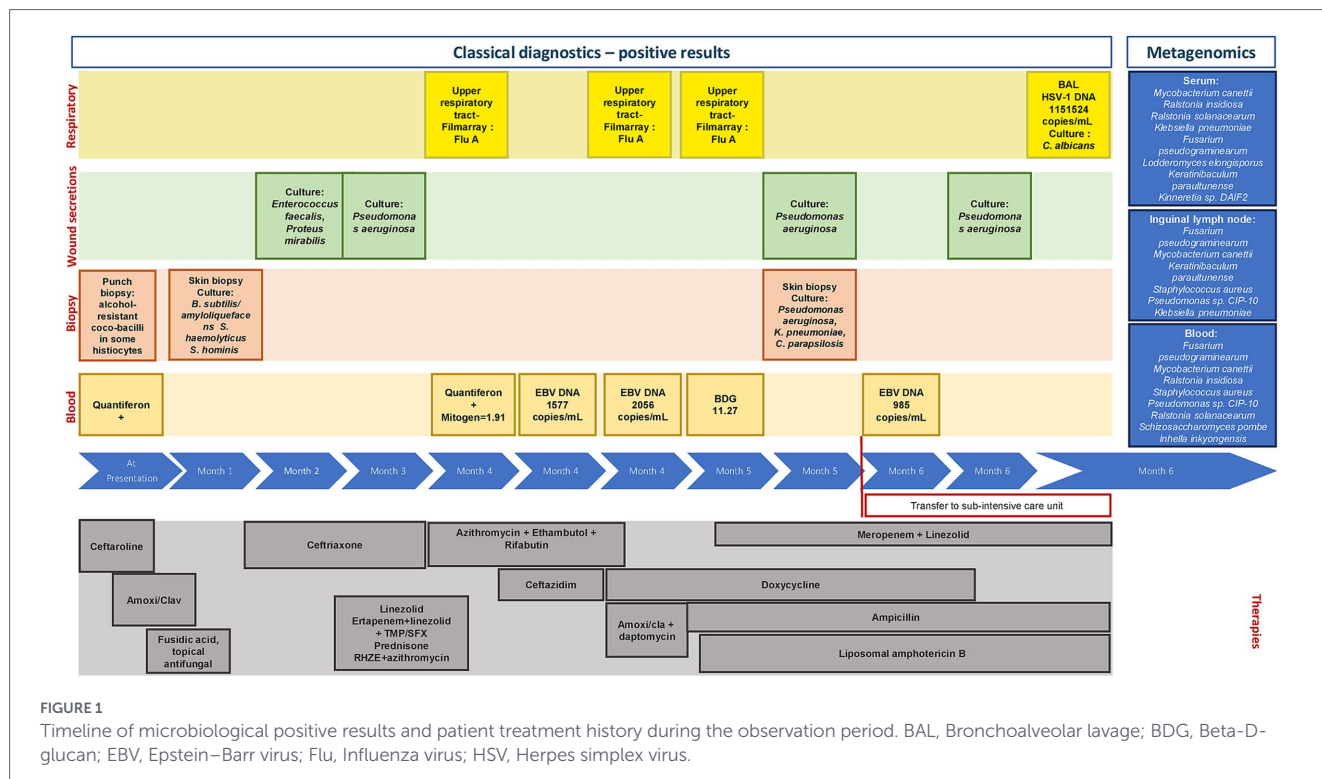 Classical diagnostics – positive results
Metagenomics
Respiratory
Upper
respiratory
tract-
Filmarray :
Flu A
Upper
respiratory
tract-
Filmarray :
Flu A
Upper
respiratory
tract-
Filmarray :
Flu A
BAL
HSV-1 DNA
1151524
copies/mL
Culture :
C. albicans
Wound secretions
Culture:
Enterococcus
faecalis,
Proteus
mirabilis
Culture:
Pseudomona
s aeruginosa
Culture:
Pseudomonas
aeruginosa
Culture:
Pseudomona
s aeruginosa
Biopsy
Punch
biopsy:
alcohol-
resistant
coco-bacilli
in some
histiocytes
Skin biopsy
Culture:
B. subtilis/
amyloliqueface
ns S.
haemolyticus
S. hominis
Skin biopsy
Culture:
Pseudomonas
aeruginosa,
K. pneumoniae,
C. parapsilosis
Blood
Quantiferon
+
Quantiferon
+
Mitogen=1.91
EBV DNA
1577
copies/mL
EBV DNA
2056
copies/mL
BDG
11.27
EBV DNA
985
copies/mL
Serum:
Mycobacterium canettii
Ralstonia insidiosa
Ralstonia solanacearum
Klebsiella pneumoniae
Fusarium
pseudograminearum
Lodderomyces elongisporus
Keratinibaculum
paraultunense
Kinneretia sp. DAIF2
Inguinal lymph node:
Fusarium
pseudograminearum
Mycobacterium canettii
Keratinibaculum
paraultunense
Staphylococcus aureus
Pseudomonas sp. CIP-10
Klebsiella pneumoniae
Blood:
Fusarium
pseudograminearum
Mycobacterium canettii
Ralstonia insidiosa
Staphylococcus aureus
Pseudomonas sp. CIP-10
Ralstonia solanacearum
Schizosaccharomyces pombe
Inhella inkyongensis
At
Presentation
Month 1
Month 2
Month 3
Month 4
Month 4
Month 4
Month 5
Month 5
Month 6
Month 6
Month 6
Transfer to sub-intensive care unit
Ceftaroline
Amoxi/Clav
Fusidic acid,
topical
antifungal
Ceftriaxone
Linezolid
Ertapenem+linezolid
+ TMP/SFX
Prednisone
RHZE+azithromycin
Azithromycin + Ethambutol +
Rifabutin
Ceftazidim
Amoxi/cla +
daptomycin
Meropenem + Linezolid
Doxycycline
Ampicillin
Liposomal amphotericin B
Therapies
FIGURE 1
Timeline of microbiological positive results and patient treatment history during the observation period. BAL, Bronchoalveolar lavage; BDG, Beta-D-
glucan; EBV, Epstein–Barr virus; Flu, Influenza virus; HSV, Herpes simplex virus.